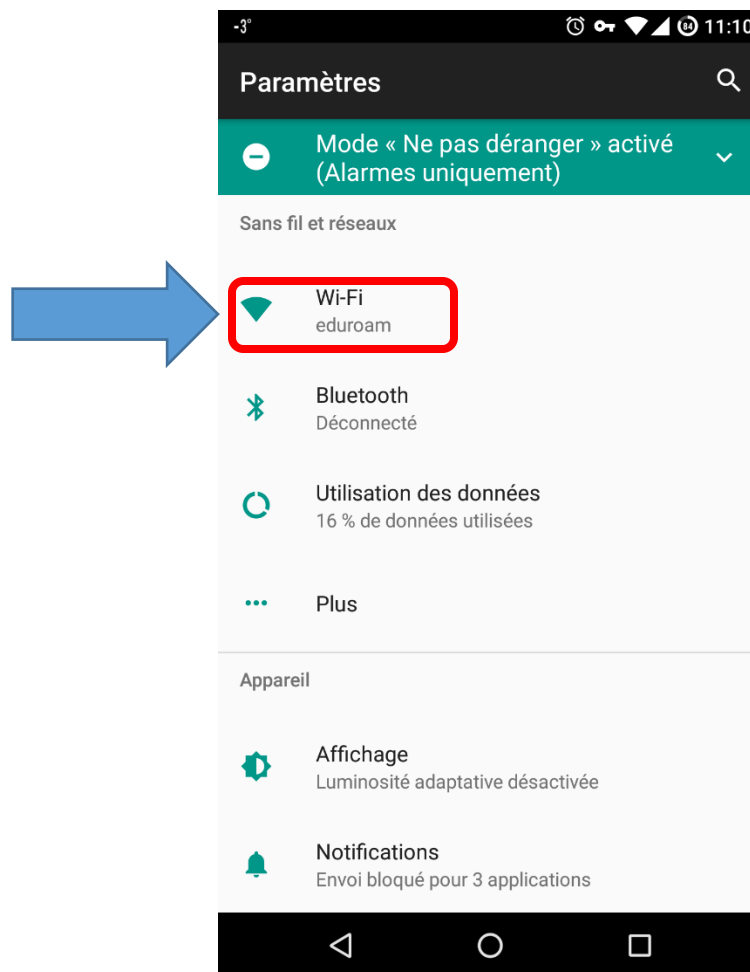 -3°
84 11:10
Paramètres
Mode « Ne pas déranger » activé
(Alarmes uniquement)
Sans fil et réseaux
Wi-Fi
eduroam
Bluetooth
Déconnecté
Utilisation des données
16 % de données utilisées
Plus
Appareil
Affichage
Luminosité adaptative désactivée
Notifications
Envoi bloqué pour 3 applications